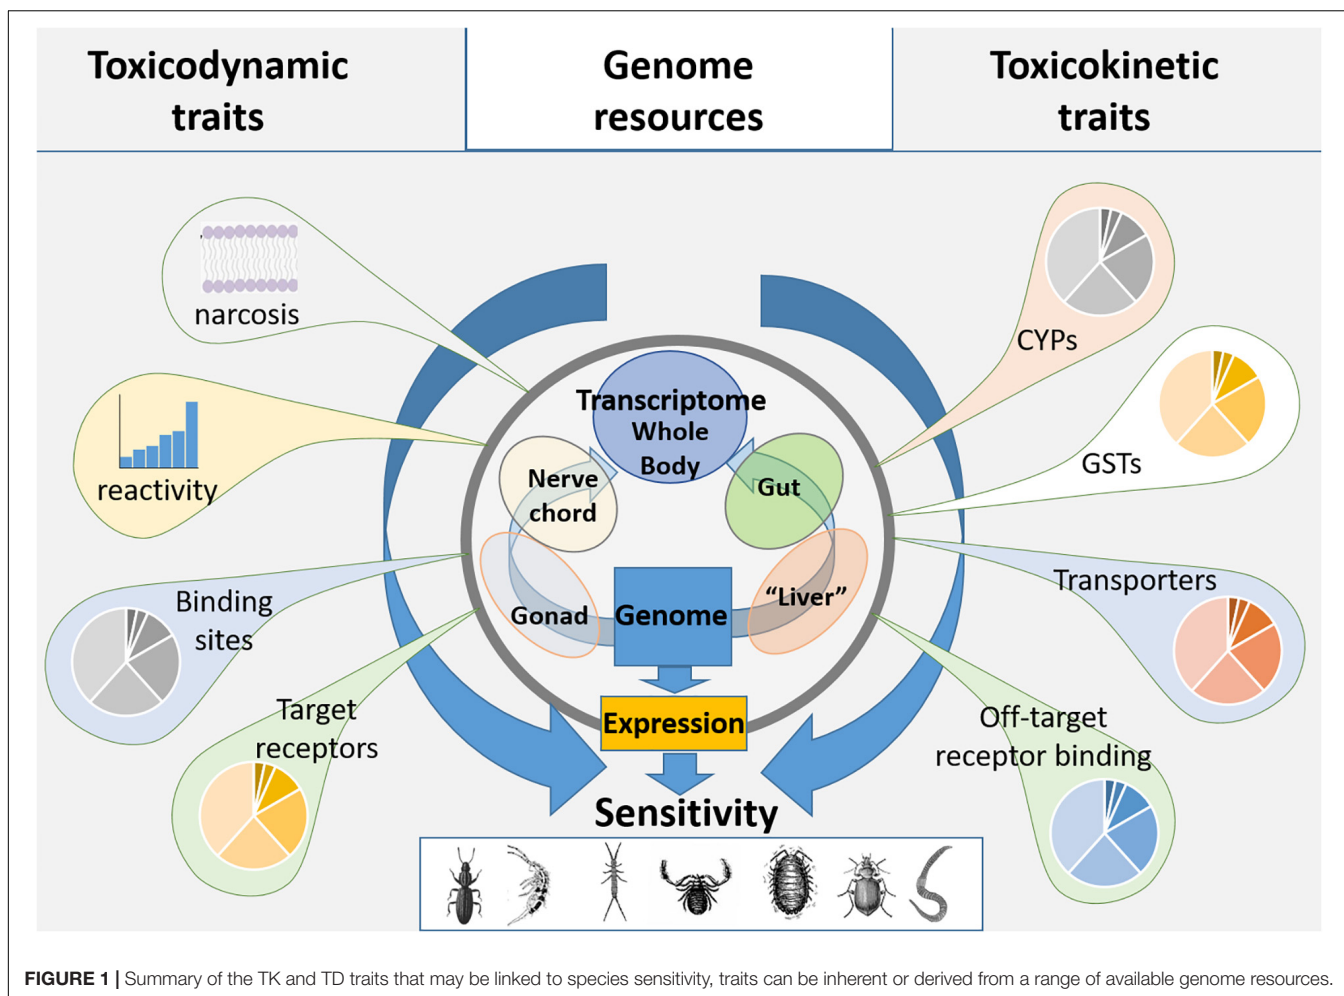 Toxicodynamic
traits
Genome
resources
Toxicokinetic
traits
narcosis
reactivity
Binding
sites
Target
receptors
Transcriptome
Whole
Body
Nerve
chord
Gut
Gonad
Genome
“Liver”
Expression
Sensitivity
CYPs
GSTs
Transporters
Off-target
receptor binding
FIGURE 1 | Summary of the TK and TD traits that may be linked to species sensitivity, traits can be inherent or derived from a range of available genome resources.